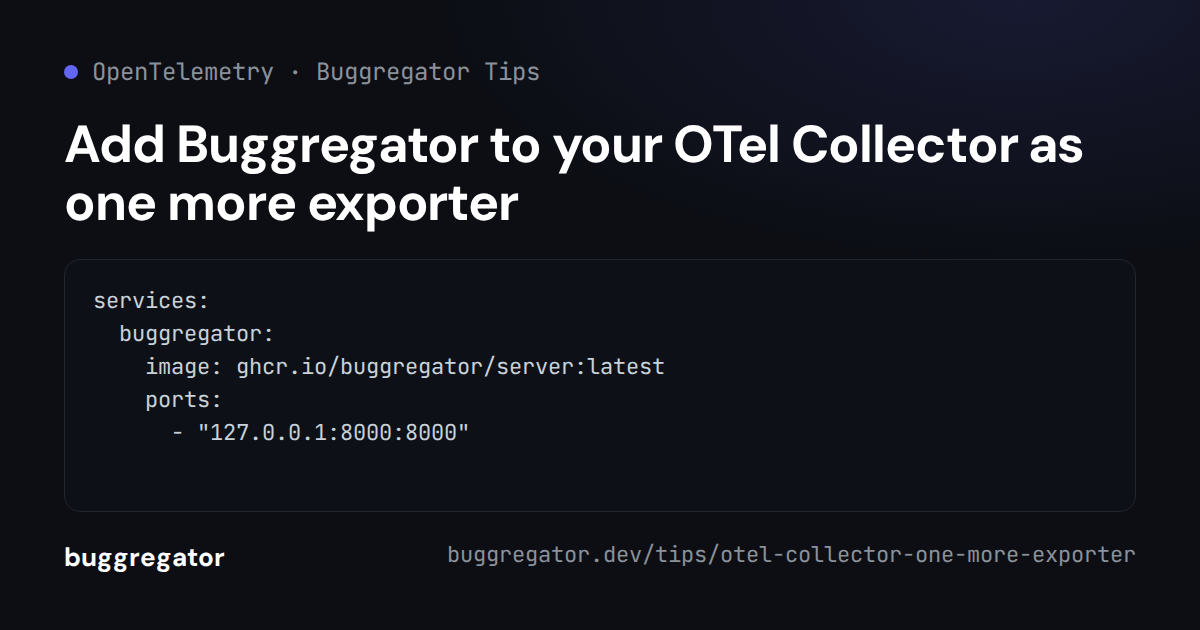 OpenTelemetry · Buggregator Tips
Add Buggregator to your OTel Collector as
one more exporter
services:
  buggregator:
    image: ghcr.io/buggregator/server:latest
    ports:
      - "127.0.0.1:8000:8000"
buggregator
buggregator.dev/tips/otel-collector-one-more-exporter